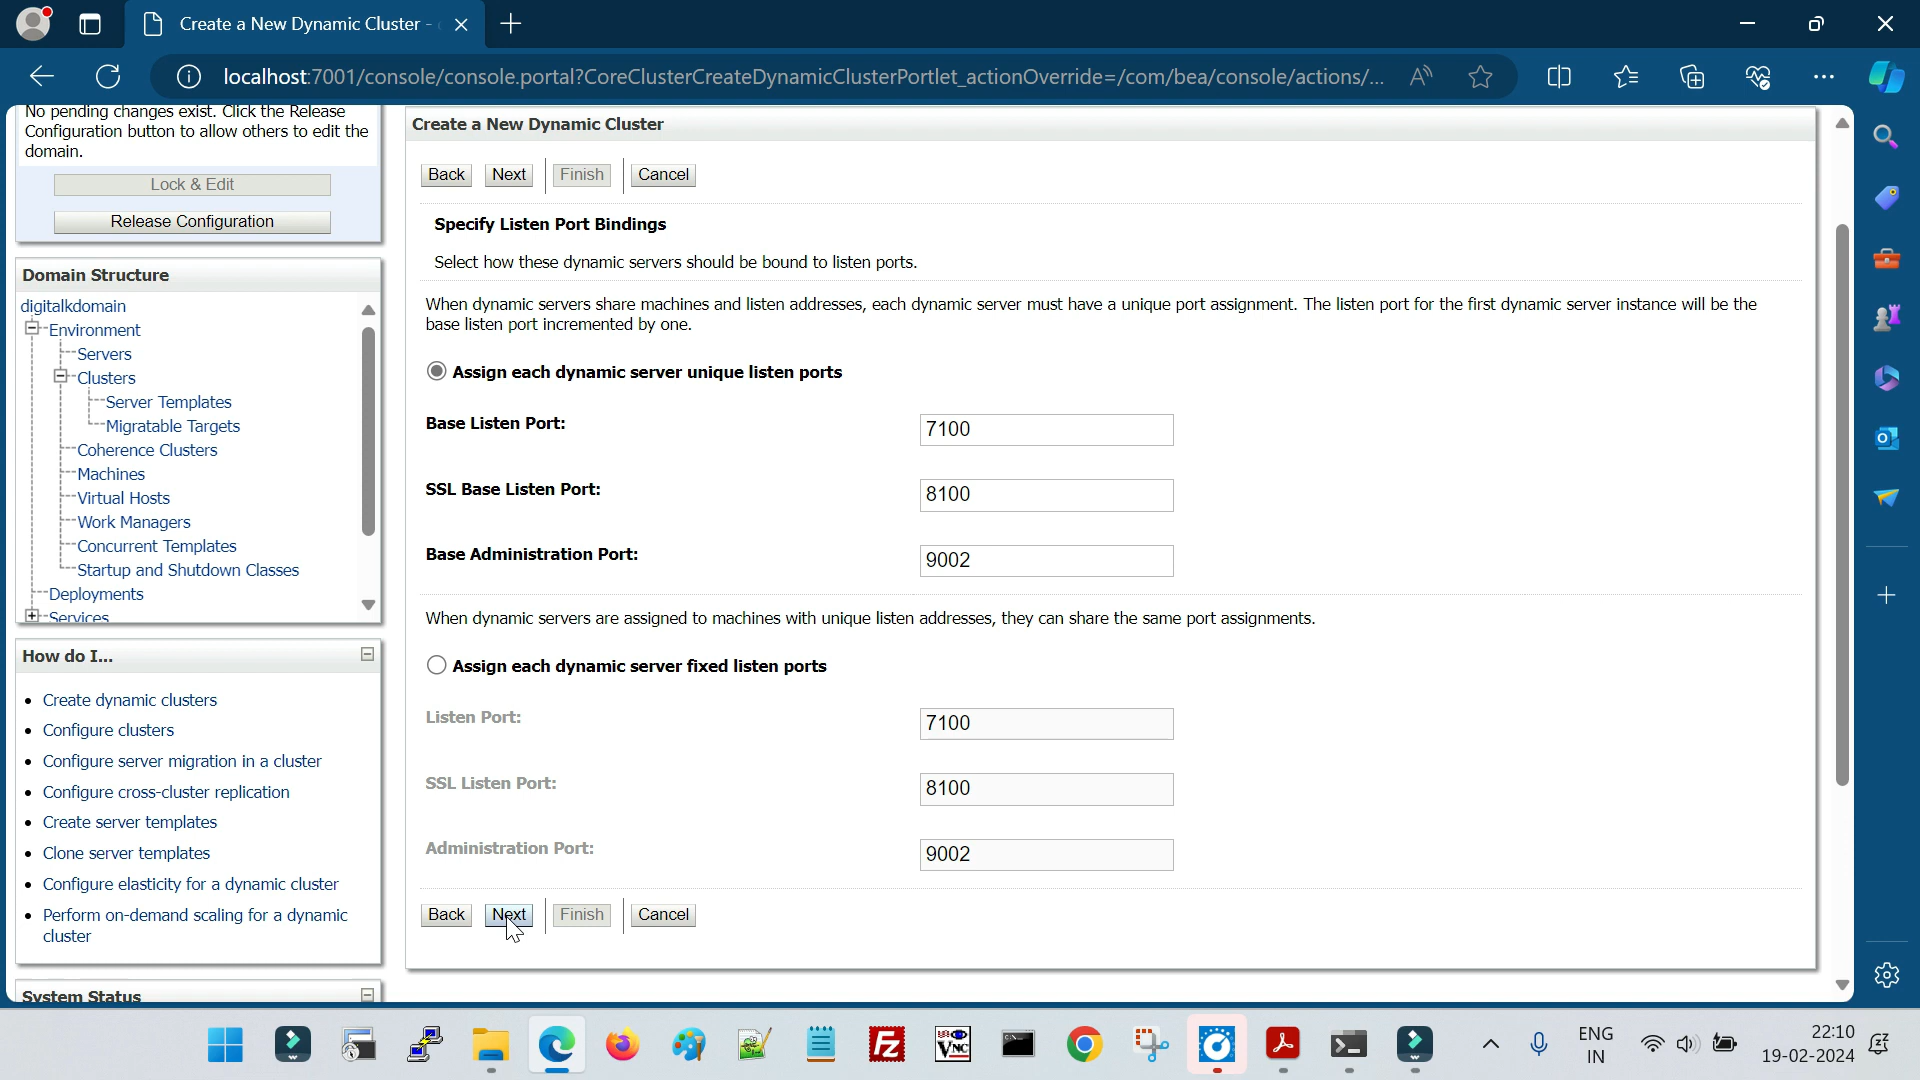 Create a New Dynamic Cluster -
localhost:7001/console/console.portal?CoreClusterCreateDynamicClusterPortlet_actionOverride=/com/bea/console/actions/...
No pending changes exist. Click the Release
Configuration button to allow others to edit the
domain.
Lock & Edit
Release Configuration
Domain Structure
digitalkdomain
Environment
Servers
Clusters
Server Templates
Migratable Targets
Coherence Clusters
Machines
Virtual Hosts
Work Managers
Concurrent Templates
Startup and Shutdown Classes
Deployments
Services
How do I...
Create dynamic clusters
Configure clusters
Configure server migration in a cluster
Configure cross-cluster replication
Create server templates
Clone server templates
Configure elasticity for a dynamic cluster
Perform on-demand scaling for a dynamic
cluster
System Status
Create a New Dynamic Cluster
Back Next Finish Cancel
Specify Listen Port Bindings
Select how these dynamic servers should be bound to listen ports.
When dynamic servers share machines and listen addresses, each dynamic server must have a unique port assignment. The listen port for the first dynamic server instance will be the
base listen port incremented by one.
Assign each dynamic server unique listen ports
Base Listen Port: 7100
SSL Base Listen Port: 8100
Base Administration Port: 9002
When dynamic servers are assigned to machines with unique listen addresses, they can share the same port assignments.
Assign each dynamic server fixed listen ports
Listen Port: 7100
SSL Listen Port: 8100
Administration Port: 9002
Back Next Finish Cancel
ENG
IN
22:10
19-02-2024